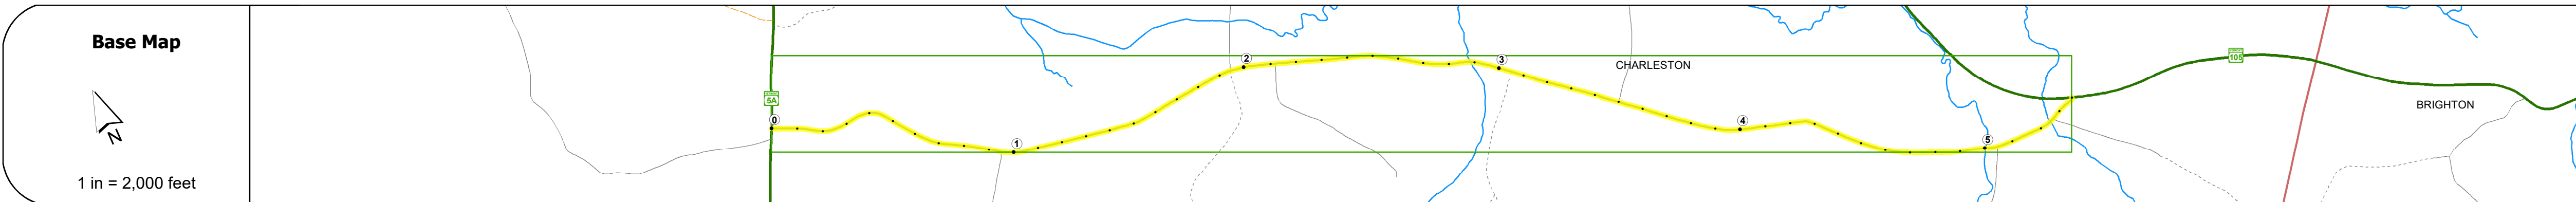 Base Map
N
1 in = 2,000 feet
5A
0
1
2
3
CHARLESTON
4
5
105
BRIGHTON